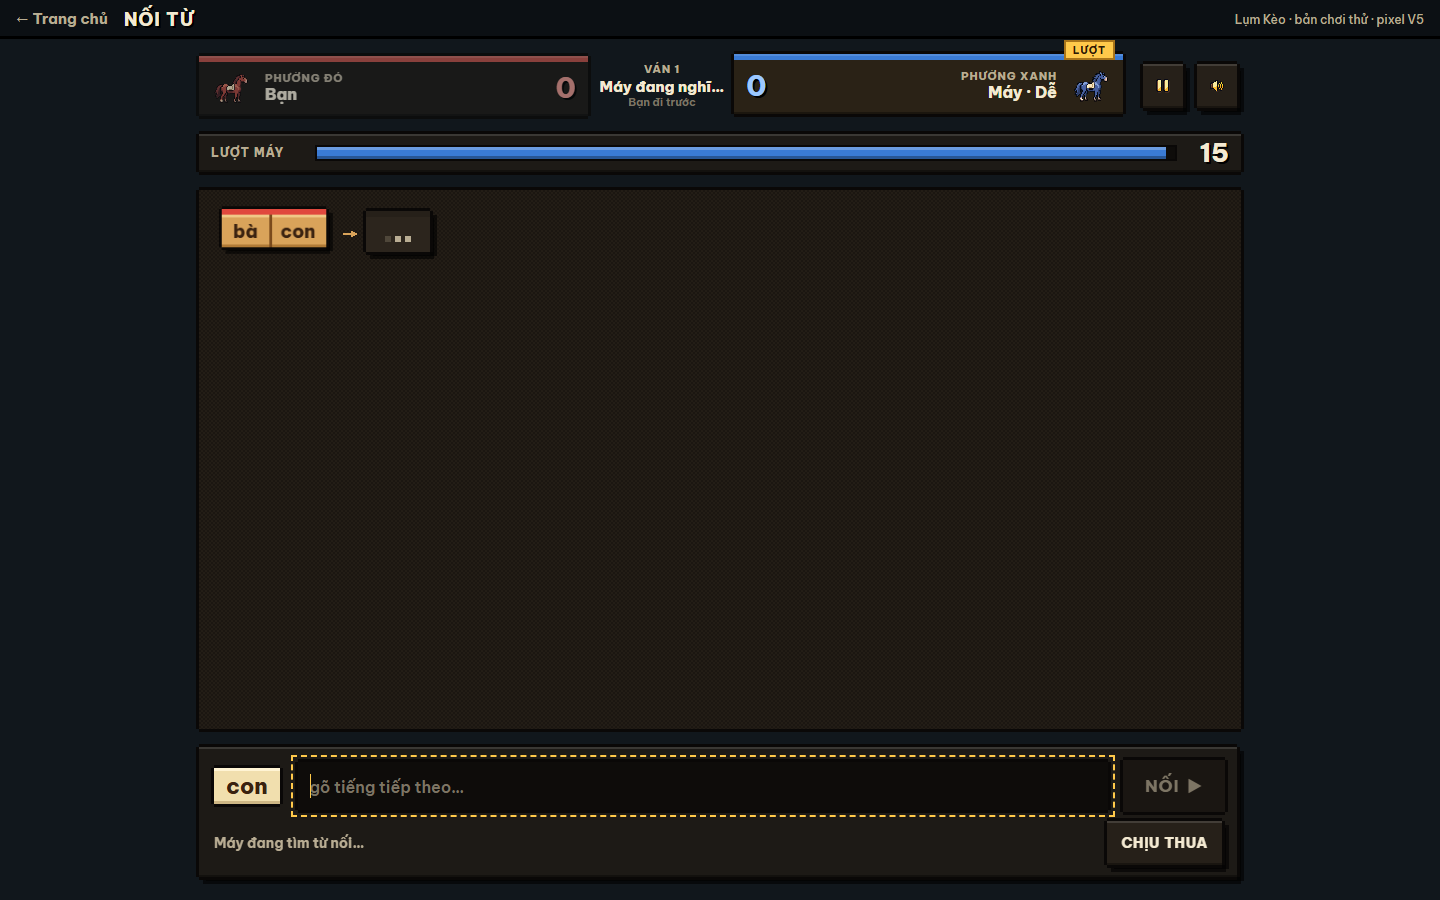 ← Trang chủ NỐI TỪ
Lụm Kèo · bản chơi thử · pixel V5
PHƯƠNG ĐỎ
Bạn
0
VÁN 1
Máy đang nghĩ...
Bạn đi trước
LƯỢT
0
PHƯƠNG XANH
Máy · Dễ
LƯỢT MÁY
15
bà con → ...
con
gõ tiếng tiếp theo...
NỐI ▶
Máy đang tìm từ nối...
CHỊU THUA